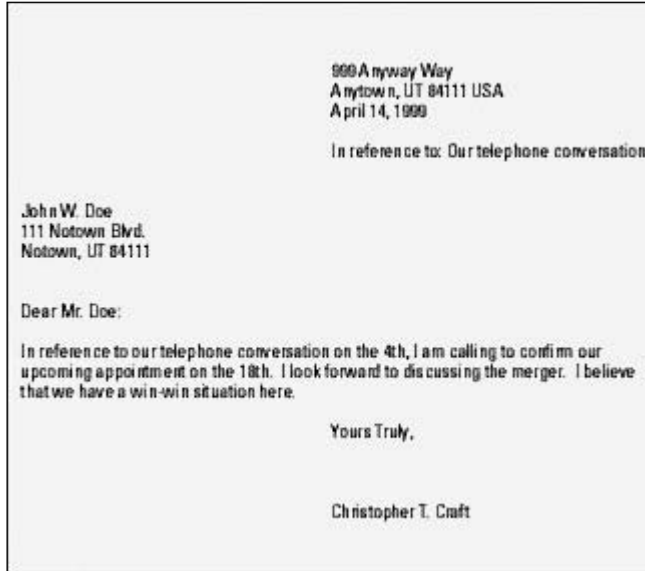 999 Anyway Way
Anytown, UT 84111 USA
April 14, 1999
In reference to: Our telephone conversation
John W. Doe
111 Notown Blvd.
Notown, UT 84111
Dear Mr. Doe:
In reference to our telephone conversation on the 4th, I am calling to confirm our
upcoming appointment on the 18th. I look forward to discussing the merger. I believe
that we have a win-win situation here.
Yours Truly,
Christopher T. Craft